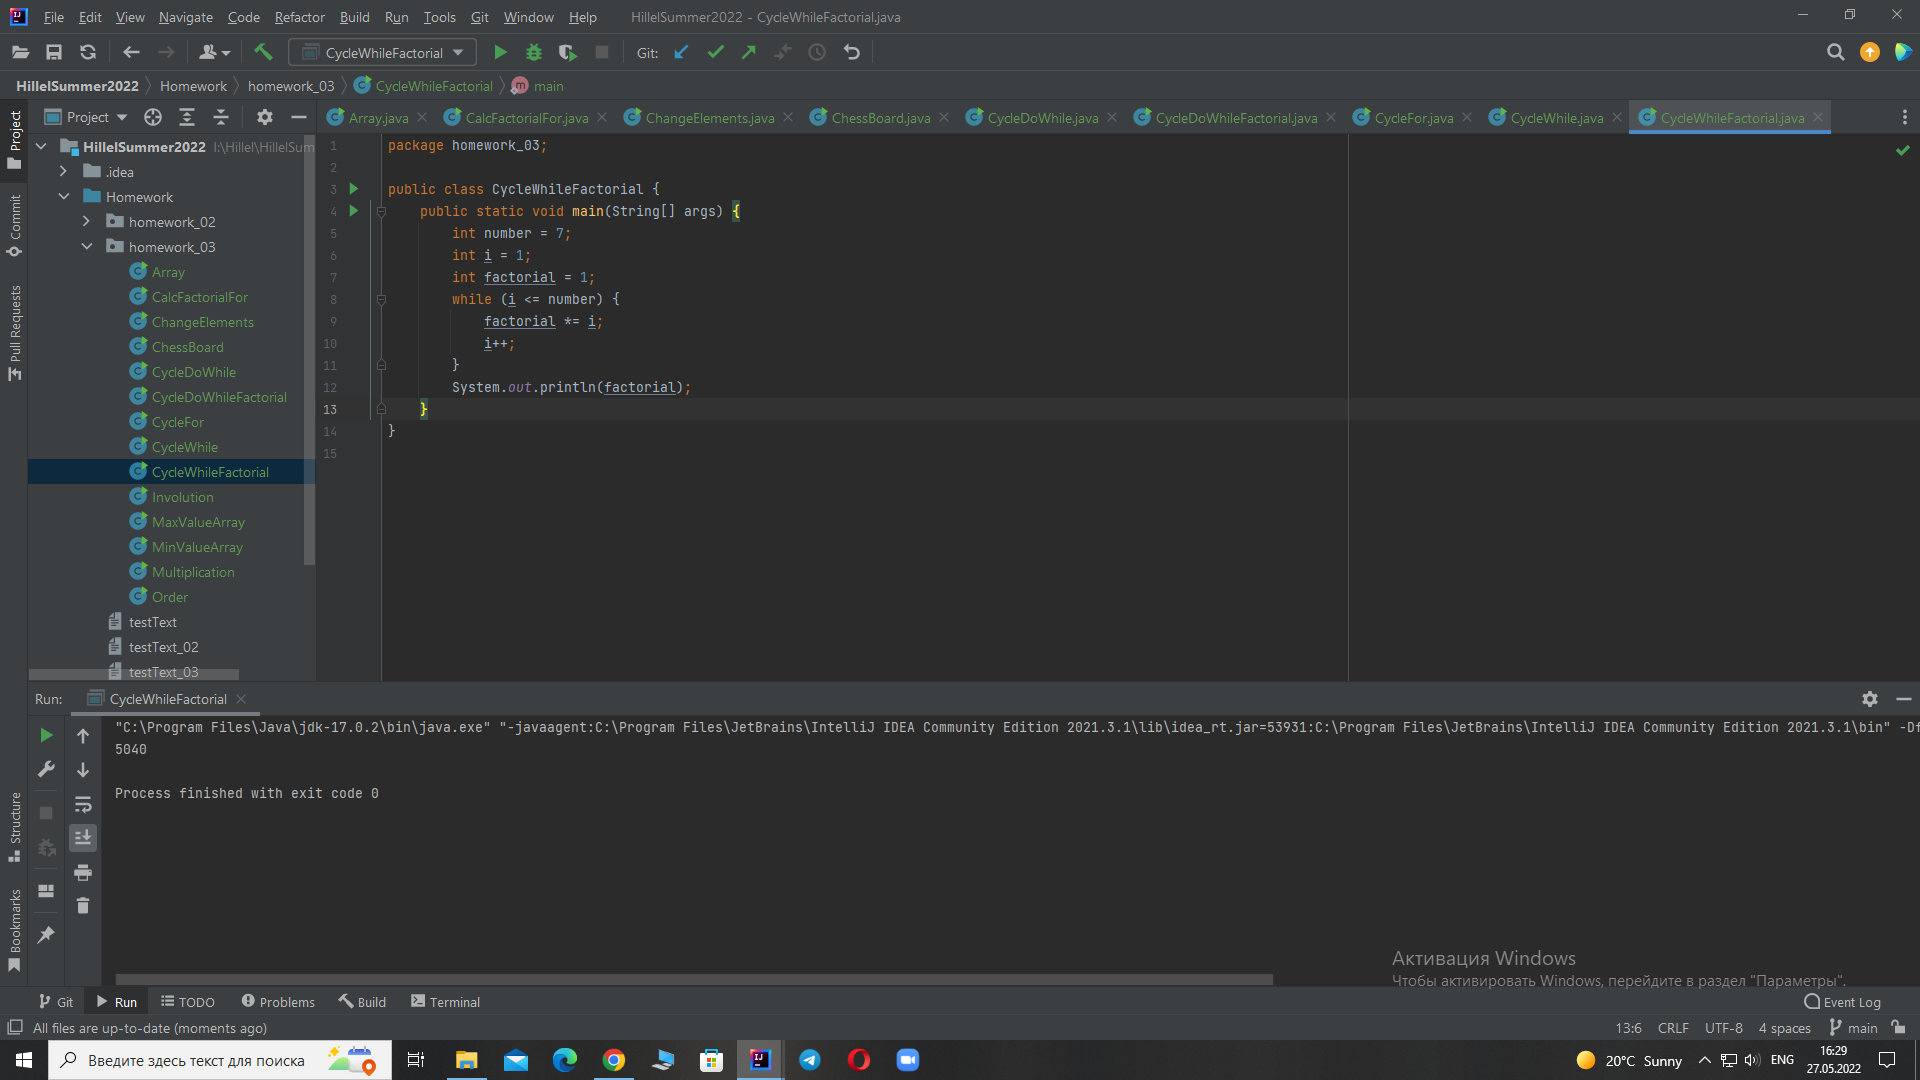 File Edit View Navigate Code Refactor Build Run Tools Git Window Help HillelSummer2022 - CycleWhileFactorial.java
CycleWhileFactorial Git:
HillelSummer2022 Homework homework_03 CycleWhileFactorial main
Project
Commit
Pull Requests
Structure
Bookmarks
Project
HillelSummer2022 I:\Hillel\HillelSum
.idea
Homework
homework_02
homework_03
Array
CalcFactorialFor
ChangeElements
ChessBoard
CycleDoWhile
CycleDoWhileFactorial
CycleFor
CycleWhile
CycleWhileFactorial
Involution
MaxValueArray
MinValueArray
Multiplication
Order
testText
testText_02
testText_03
Array.java CalcFactorialFor.java ChangeElements.java ChessBoard.java CycleDoWhile.java CycleDoWhileFactorial.java CycleFor.java CycleWhile.java CycleWhileFactorial.java
1 package homework_03;
2
3 public class CycleWhileFactorial {
4 public static void main(String[] args) {
5 int number = 7;
6 int i = 1;
7 int factorial = 1;
8 while (i <= number) {
9 factorial *= i;
10 i++;
11 }
12 System.out.println(factorial);
13 }
14 }
15
Run: CycleWhileFactorial
"C:\Program Files\Java\jdk-17.0.2\bin\java.exe" "-javaagent:C:\Program Files\JetBrains\IntelliJ IDEA Community Edition 2021.3.1\lib\idea_rt.jar=53931:C:\Program Files\JetBrains\IntelliJ IDEA Community Edition 2021.3.1\bin" -Df
5040
Process finished with exit code 0
Активация Windows
Чтобы активировать Windows, перейдите в раздел "Параметры".
Git Run TODO Problems Build Terminal Event Log
All files are up-to-date (moments ago) 13:6 CRLF UTF-8 4 spaces main
Введите здесь текст для поиска 20°C Sunny ENG 16:29
27.05.2022